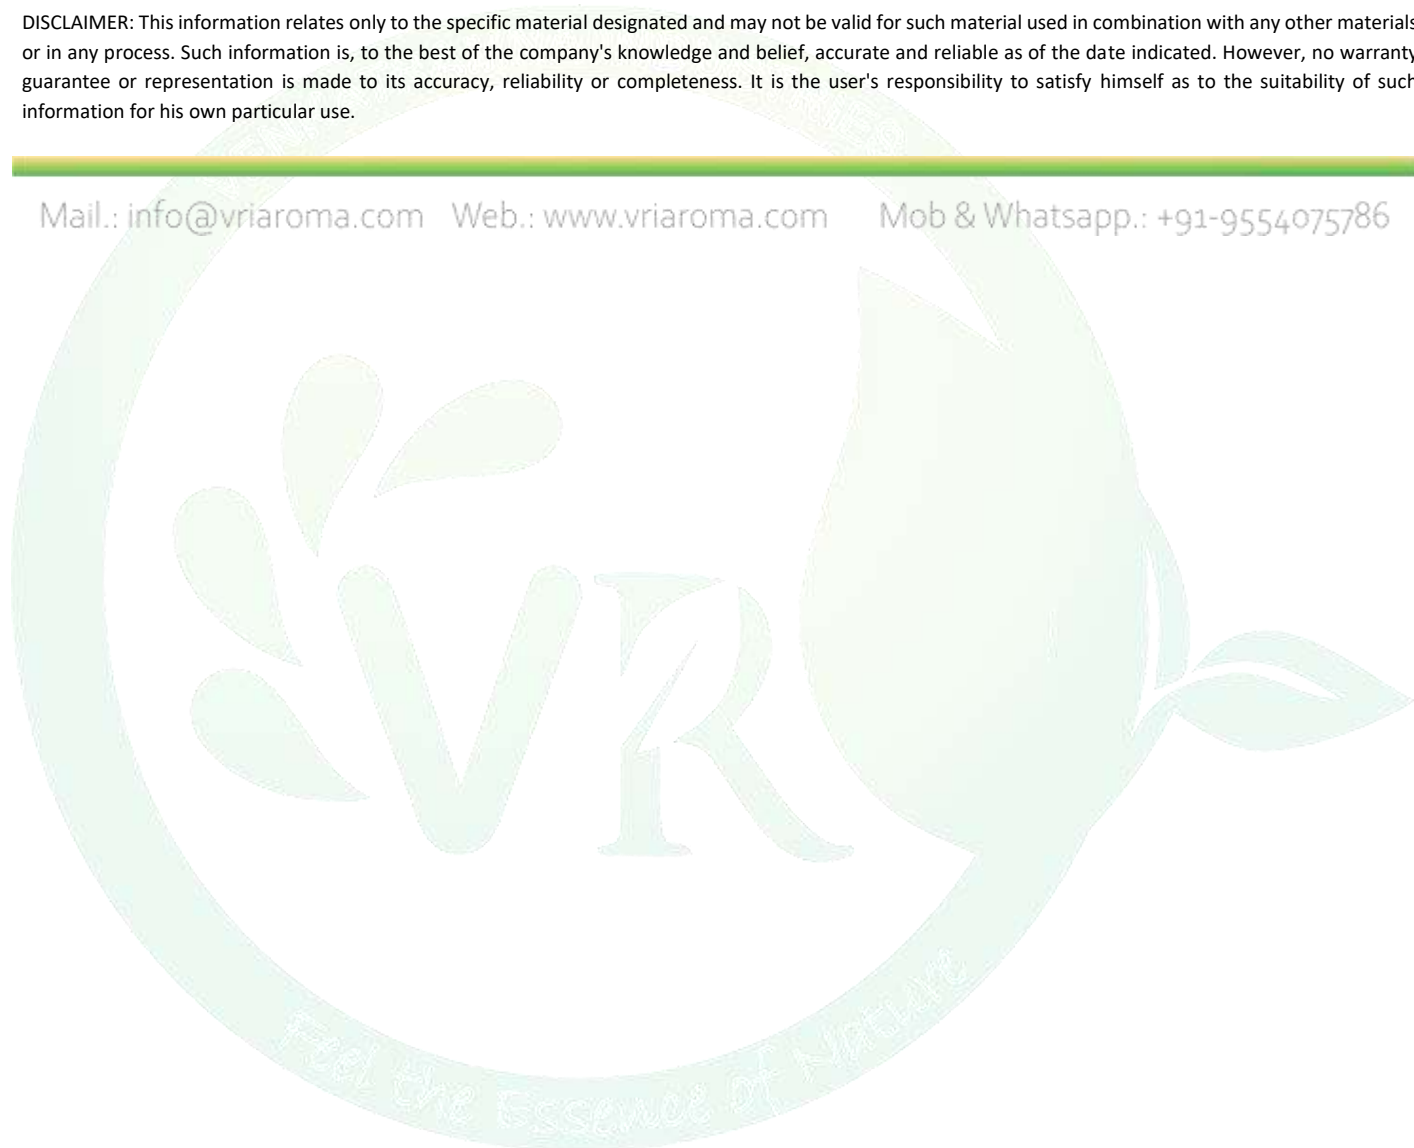 DISCLAIMER: This information relates only to the specific material designated and may not be valid for such material used in combination with any other materials
or in any process. Such information is, to the best of the company's knowledge and belief, accurate and reliable as of the date indicated. However, no warranty
guarantee or representation is made to its accuracy, reliability or completeness. It is the user's responsibility to satisfy himself as to the suitability of such
information for his own particular use.
Mail.: info@vriaroma.com Web.: www.vriaroma.com Mob & Whatsapp.: +91-9554075786
VR
Feel the Essence of Nature